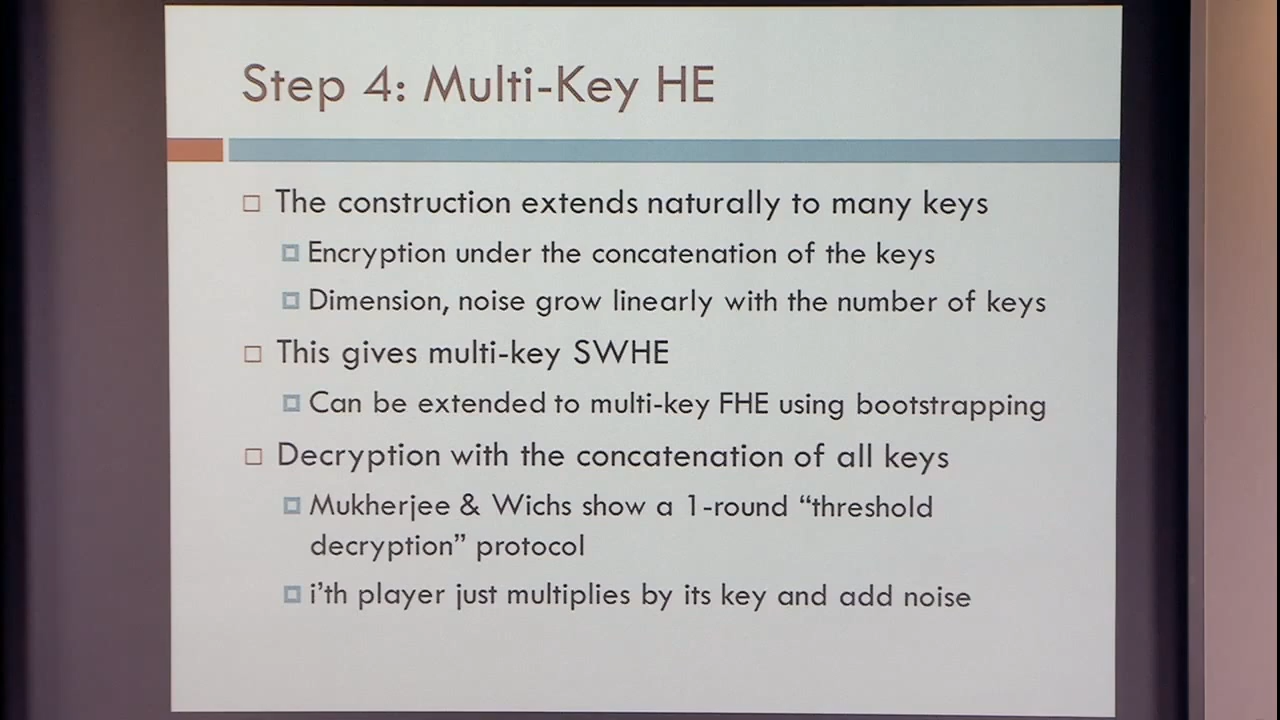 Step 4: Multi-Key HE
The construction extends naturally to many keys
Encryption under the concatenation of the keys
Dimension, noise grow linearly with the number of keys
This gives multi-key SWHE
Can be extended to multi-key FHE using bootstrapping
Decryption with the concatenation of all keys
Mukherjee & Wichs show a 1-round “threshold
decryption” protocol
i’th player just multiplies by its key and add noise